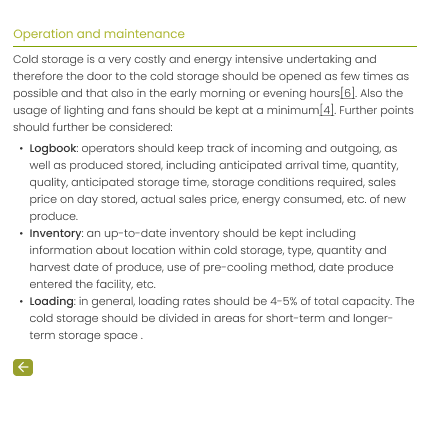 Operation and maintenance
Cold storage is a very costly and energy intensive undertaking and
therefore the door to the cold storage should be opened as few times as
possible and that also in the early morning or evening hours[6]. Also the
usage of lighting and fans should be kept at a minimum[4]. Further points
should further be considered:
• Logbook: operators should keep track of incoming and outgoing, as
well as produced stored, including anticipated arrival time, quantity,
quality, anticipated storage time, storage conditions required, sales
price on day stored, actual sales price, energy consumed, etc. of new
produce.
• Inventory: an up-to-date inventory should be kept including
information about location within cold storage, type, quantity and
harvest date of produce, use of pre-cooling method, date produce
entered the facility, etc.
• Loading: in general, loading rates should be 4-5% of total capacity. The
cold storage should be divided in areas for short-term and longer-
term storage space .